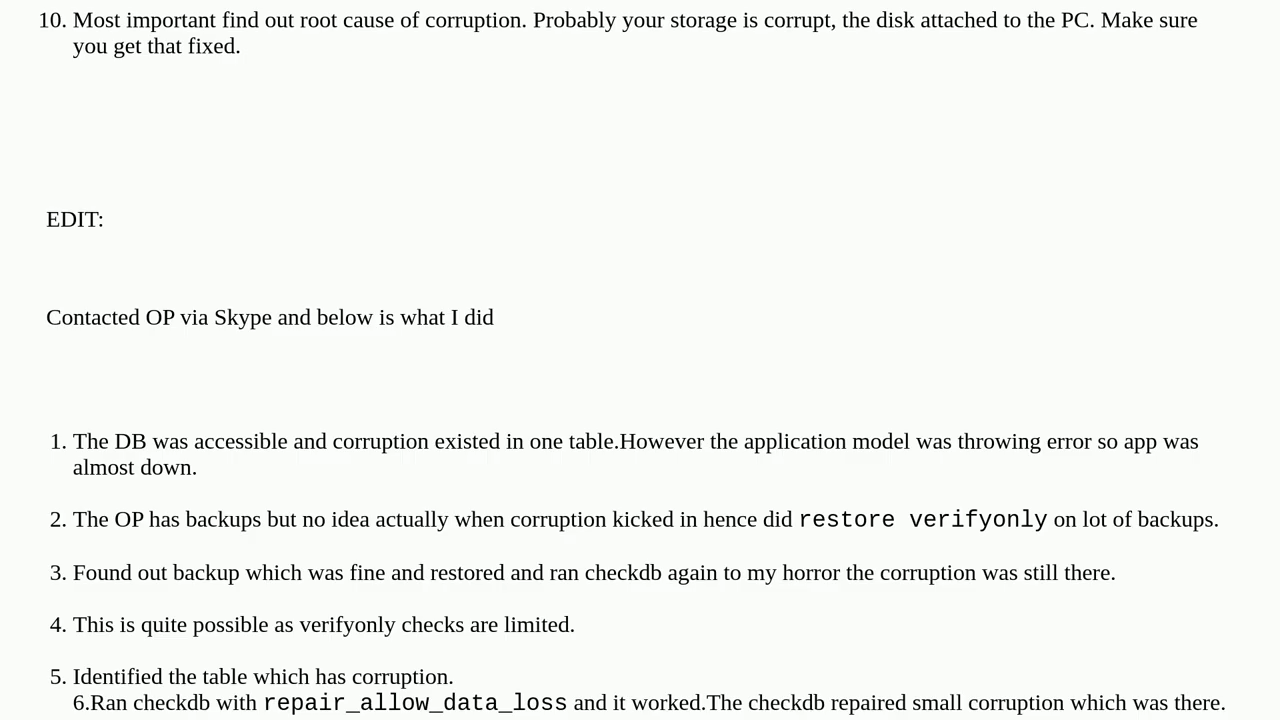 10. Most important find out root cause of corruption. Probably your storage is corrupt, the disk attached to the PC. Make sure
you get that fixed.
EDIT:
Contacted OP via Skype and below is what I did
1. The DB was accessible and corruption existed in one table.However the application model was throwing error so app was
almost down.
2. The OP has backups but no idea actually when corruption kicked in hence did restore verifyonly on lot of backups.
3. Found out backup which was fine and restored and ran checkdb again to my horror the corruption was still there.
4. This is quite possible as verifyonly checks are limited.
5. Identified the table which has corruption.
6.Ran checkdb with repair_allow_data_loss and it worked.The checkdb repaired small corruption which was there.